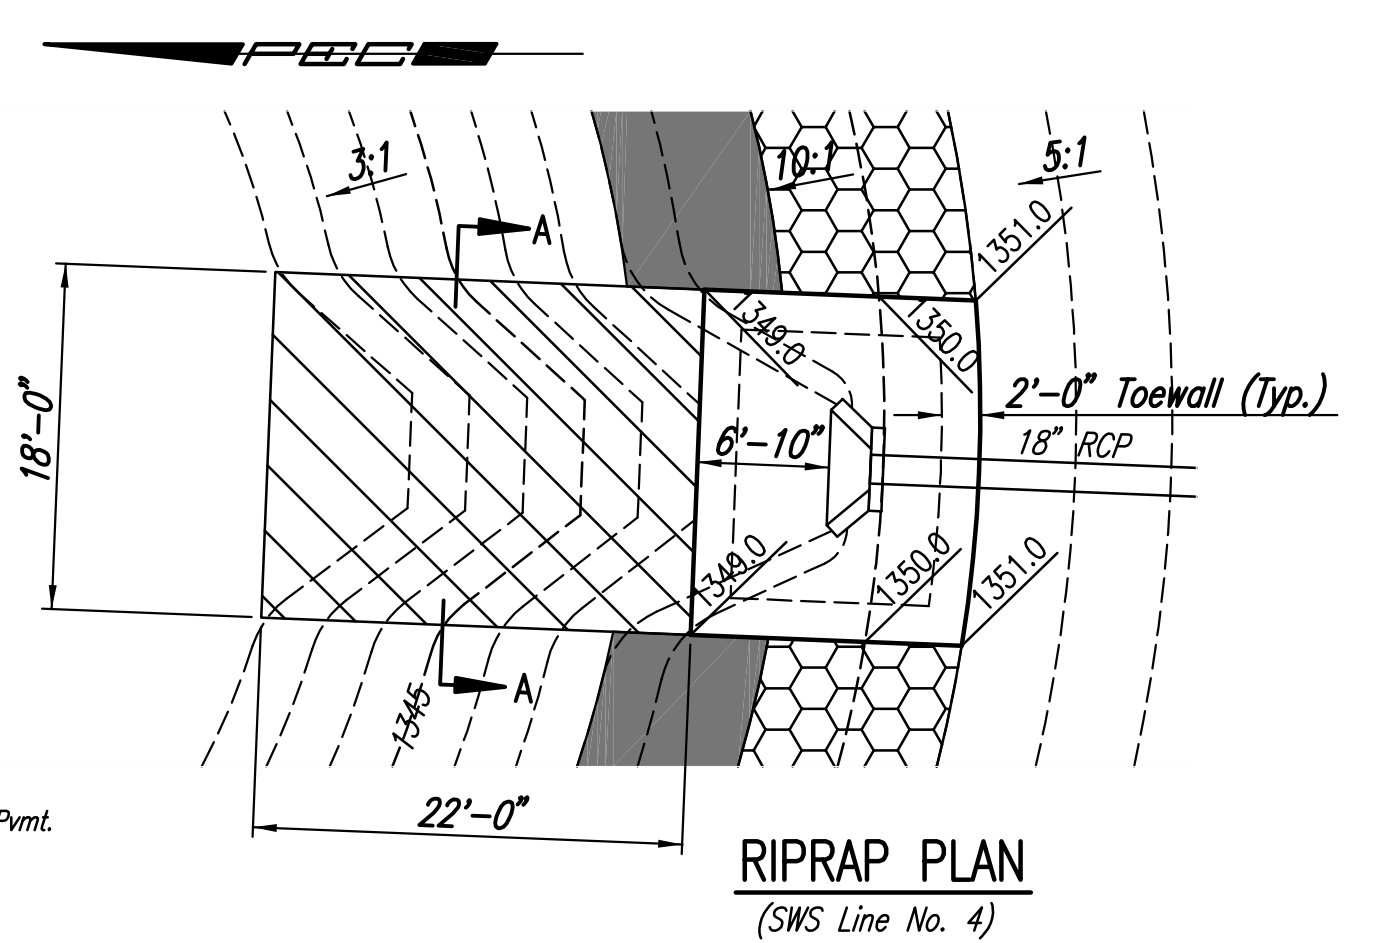 PEC
3:1
10:1
5:1
A
1351.0
1349.0
1350.0
2'-0" Toewall (Typ.)
18'-0"
6'-10"
18" RCP
1349.0
1350.0
1351.0
A
1345
22'-0"
Pvmt.
RIPRAP PLAN
(SWS Line No. 4)